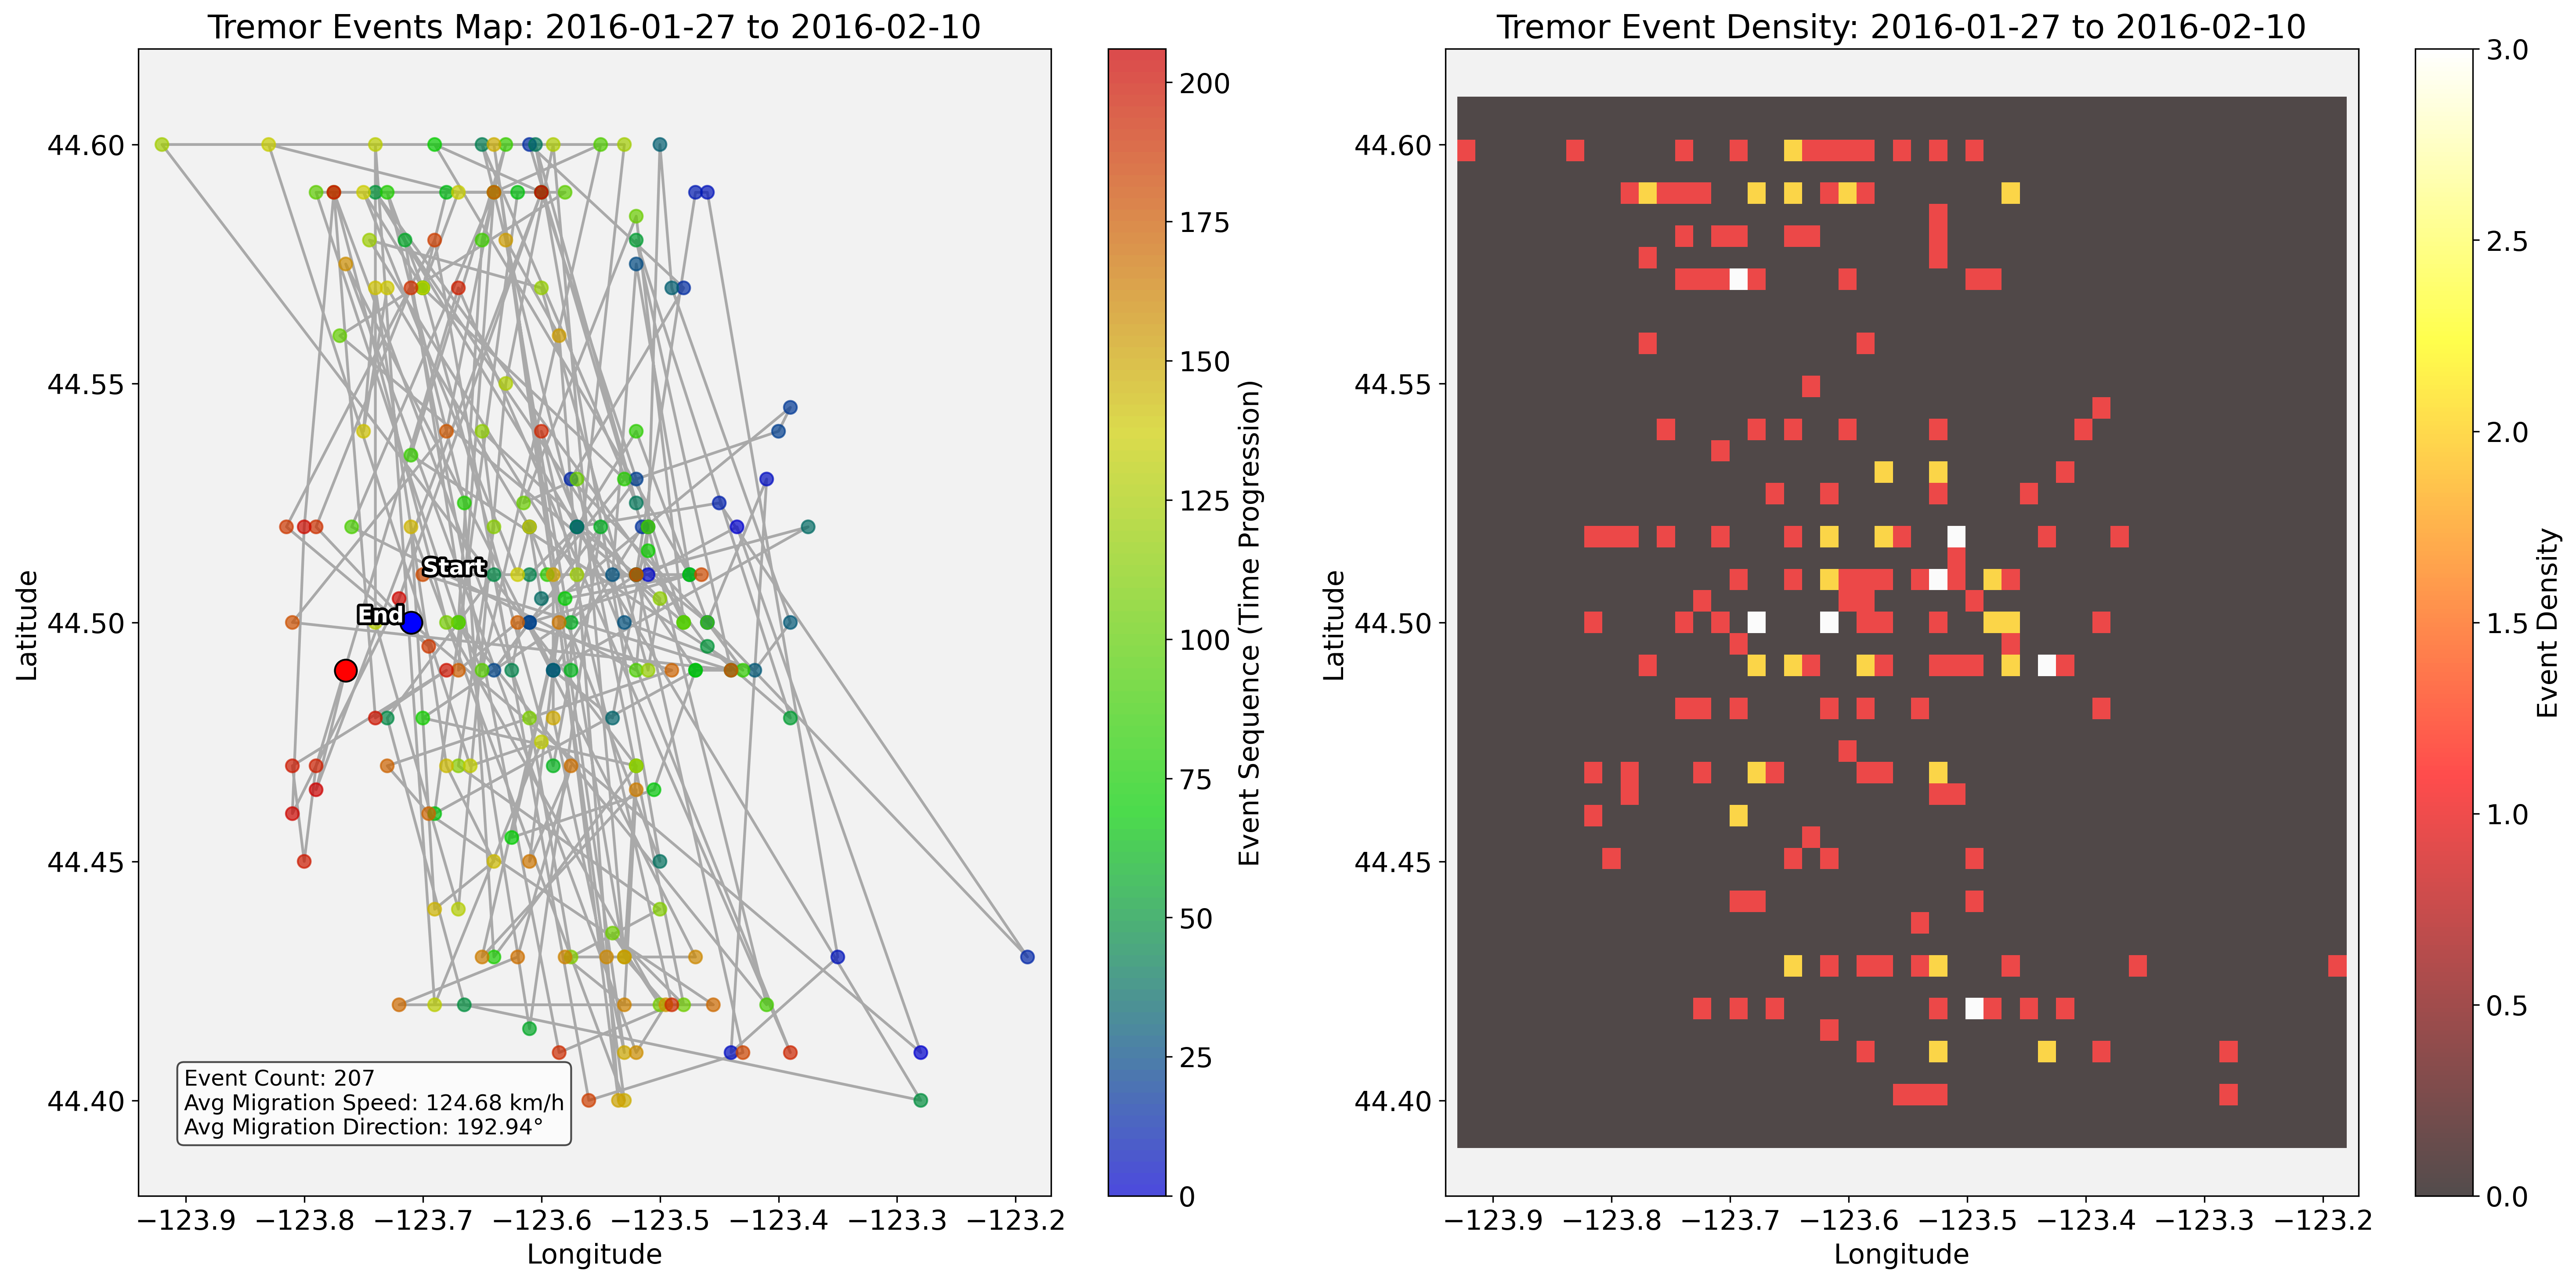 Tremor Events Map: 2016-01-27 to 2016-02-10
Latitude
44.60
44.55
44.50
44.45
44.40
Start
End
Event Count: 207
Avg Migration Speed: 124.68 km/h
Avg Migration Direction: 192.94°
−123.9 −123.8 −123.7 −123.6 −123.5 −123.4 −123.3 −123.2
Longitude
200
175
150
125
100
75
50
25
0
Event Sequence (Time Progression)
Tremor Event Density: 2016-01-27 to 2016-02-10
Latitude
44.60
44.55
44.50
44.45
44.40
−123.9 −123.8 −123.7 −123.6 −123.5 −123.4 −123.3 −123.2
Longitude
3.0
2.5
2.0
1.5
1.0
0.5
0.0
Event Density